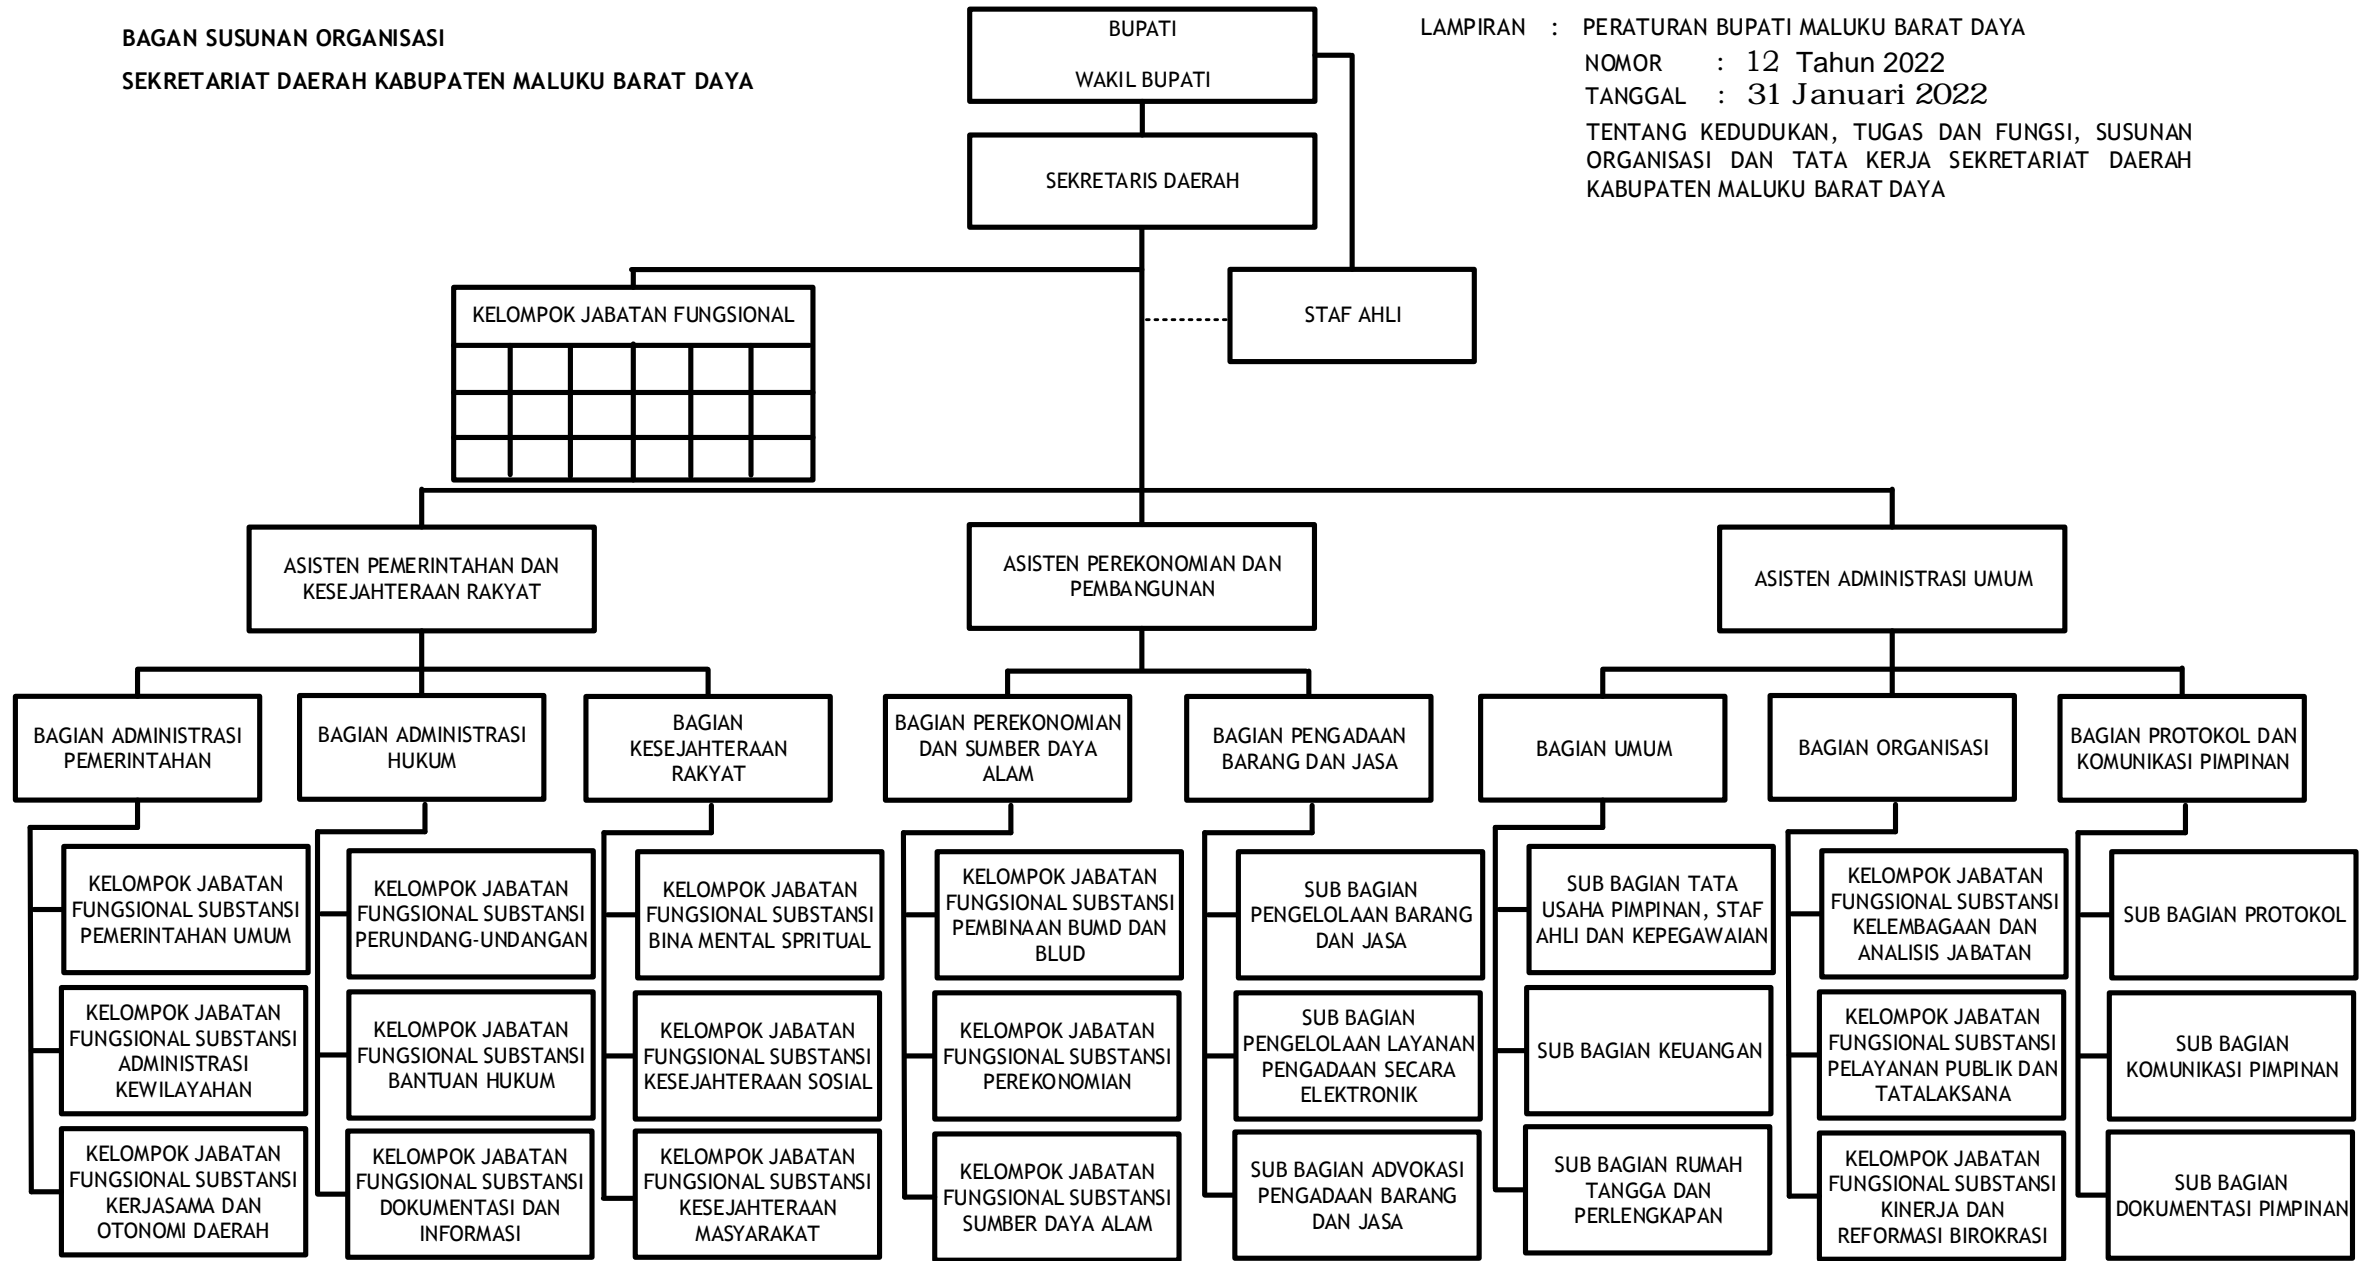 BAGAN SUSUNAN ORGANISASI
SEKRETARIAT DAERAH KABUPATEN MALUKU BARAT DAYA
BUPATI
WAKIL BUPATI
LAMPIRAN : PERATURAN BUPATI MALUKU BARAT DAYA
NOMOR : 12 Tahun 2022
TANGGAL : 31 Januari 2022
TENTANG KEDUDUKAN, TUGAS DAN FUNGSI, SUSUNAN
ORGANISASI DAN TATA KERJA SEKRETARIAT DAERAH
KABUPATEN MALUKU BARAT DAYA
SEKRETARIS DAERAH
KELOMPOK JABATAN FUNGSIONAL
STAF AHLI
ASISTEN PEMERINTAHAN DAN
KESEJAHTERAAN RAKYAT
ASISTEN PEREKONOMIAN DAN
PEMBANGUNAN
ASISTEN ADMINISTRASI UMUM
BAGIAN ADMINISTRASI
PEMERINTAHAN
BAGIAN ADMINISTRASI
HUKUM
BAGIAN
KESEJAHTERAAN
RAKYAT
BAGIAN PEREKONOMIAN
DAN SUMBER DAYA
ALAM
BAGIAN PENGADAAN
BARANG DAN JASA
BAGIAN UMUM
BAGIAN ORGANISASI
BAGIAN PROTOKOL DAN
KOMUNIKASI PIMPINAN
KELOMPOK JABATAN
FUNGSIONAL SUBSTANSI
PEMERINTAHAN UMUM
KELOMPOK JABATAN
FUNGSIONAL SUBSTANSI
PERUNDANG-UNDANGAN
KELOMPOK JABATAN
FUNGSIONAL SUBSTANSI
BINA MENTAL SPRITUAL
KELOMPOK JABATAN
FUNGSIONAL SUBSTANSI
PEMBINAAN BUMD DAN
BLUD
SUB BAGIAN
PENGELOLAAN BARANG
DAN JASA
SUB BAGIAN TATA
USAHA PIMPINAN, STAF
AHLI DAN KEPEGAWAIAN
KELOMPOK JABATAN
FUNGSIONAL SUBSTANSI
KELEMBAGAAN DAN
ANALISIS JABATAN
SUB BAGIAN PROTOKOL
KELOMPOK JABATAN
FUNGSIONAL SUBSTANSI
ADMINISTRASI
KEWILAYAHAN
KELOMPOK JABATAN
FUNGSIONAL SUBSTANSI
BANTUAN HUKUM
KELOMPOK JABATAN
FUNGSIONAL SUBSTANSI
KESEJAHTERAAN SOSIAL
KELOMPOK JABATAN
FUNGSIONAL SUBSTANSI
PEREKONOMIAN
SUB BAGIAN
PENGELOLAAN LAYANAN
PENGADAAN SECARA
ELEKTRONIK
SUB BAGIAN KEUANGAN
KELOMPOK JABATAN
FUNGSIONAL SUBSTANSI
PELAYANAN PUBLIK DAN
TATALAKSANA
SUB BAGIAN
KOMUNIKASI PIMPINAN
KELOMPOK JABATAN
FUNGSIONAL SUBSTANSI
KERJASAMA DAN
OTONOMI DAERAH
KELOMPOK JABATAN
FUNGSIONAL SUBSTANSI
DOKUMENTASI DAN
INFORMASI
KELOMPOK JABATAN
FUNGSIONAL SUBSTANSI
KESEJAHTERAAN
MASYARAKAT
KELOMPOK JABATAN
FUNGSIONAL SUBSTANSI
SUMBER DAYA ALAM
SUB BAGIAN ADVOKASI
PENGADAAN BARANG
DAN JASA
SUB BAGIAN RUMAH
TANGGA DAN
PERLENGKAPAN
KELOMPOK JABATAN
FUNGSIONAL SUBSTANSI
KINERJA DAN
REFORMASI BIROKRASI
SUB BAGIAN
DOKUMENTASI PIMPINAN